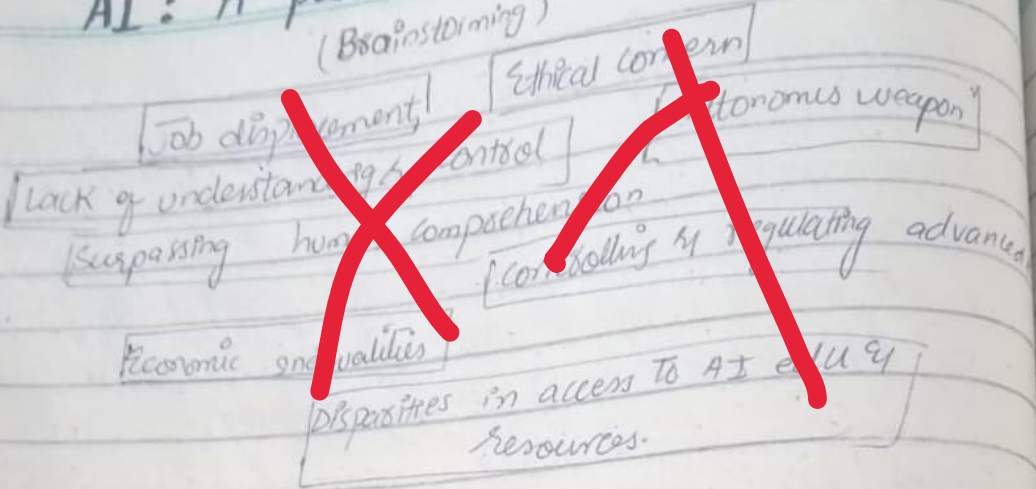 AI: A
(Brainstorming)
Job displacement, Ethical concern
Lack of understanding & control weapon
Surpassing human comprehension
Controlling & regulating advanced
Economic inequalities
Disparities in access To AI edu &
resources.